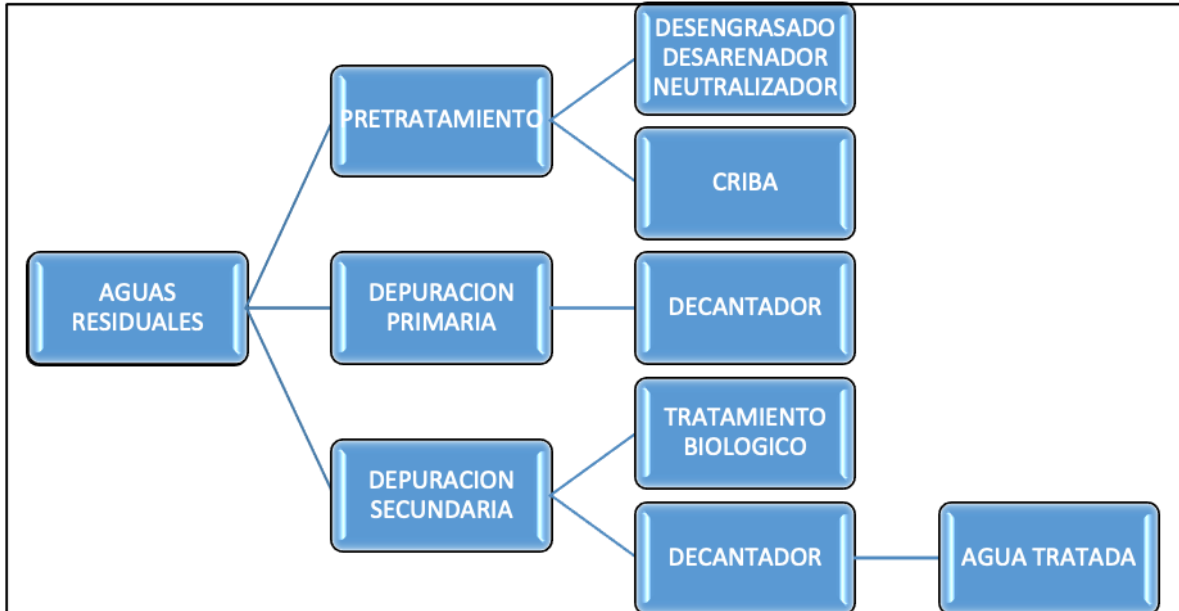 DESENGRASADO
DESARENADOR
NEUTRALIZADOR
PRETRATAMIENTO
CRIBA
AGUAS
RESIDUALES
DEPURACION
PRIMARIA
DECANTADOR
TRATAMIENTO
BIOLOGICO
DEPURACION
SECUNDARIA
DECANTADOR
AGUA TRATADA